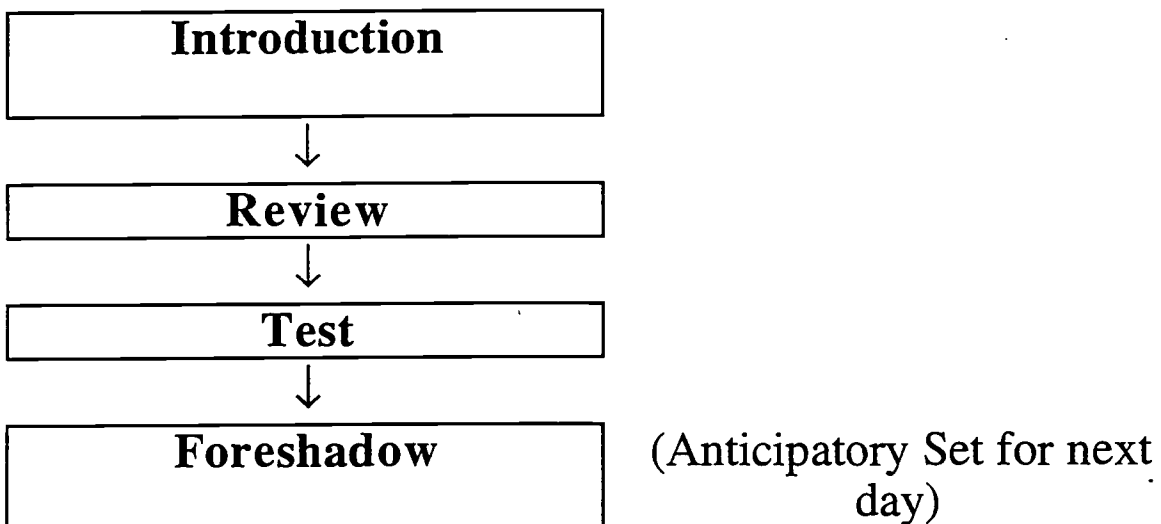 Introduction
Review
Test
Foreshadow
(Anticipatory Set for next
day)